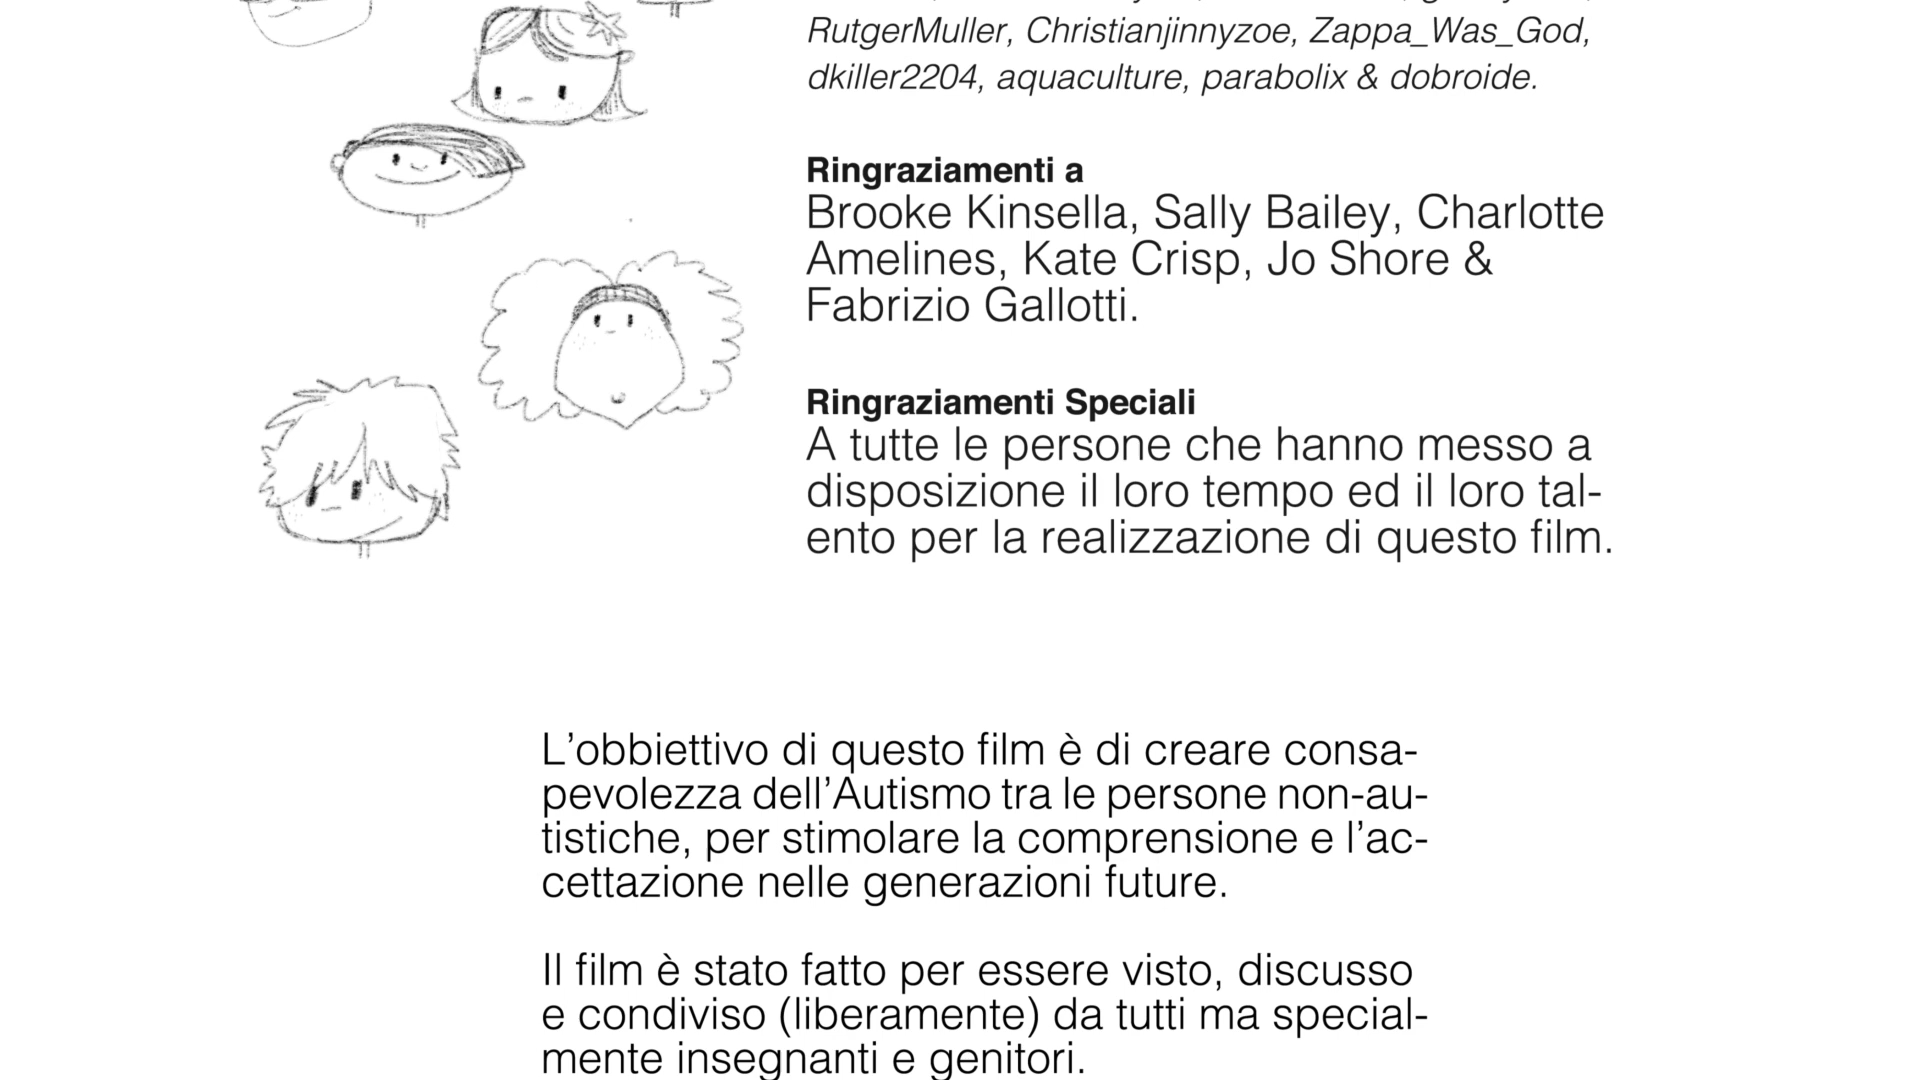 RutgerMuller, Christianjinnyzoe, Zappa_Was_God,
dkiller2204, aquaculture, parabolix & dobroide.
Ringraziamenti a
Brooke Kinsella, Sally Bailey, Charlotte
Amelines, Kate Crisp, Jo Shore &
Fabrizio Gallotti.
Ringraziamenti Speciali
A tutte le persone che hanno messo a
disposizione il loro tempo ed il loro tal-
ento per la realizzazione di questo film.
L’obbiettivo di questo film è di creare consa-
pevolezza dell’Autismo tra le persone non-au-
tistiche, per stimolare la comprensione e l’ac-
cettazione nelle generazioni future.
Il film è stato fatto per essere visto, discusso
e condiviso (liberamente) da tutti ma special-
mente insegnanti e genitori.